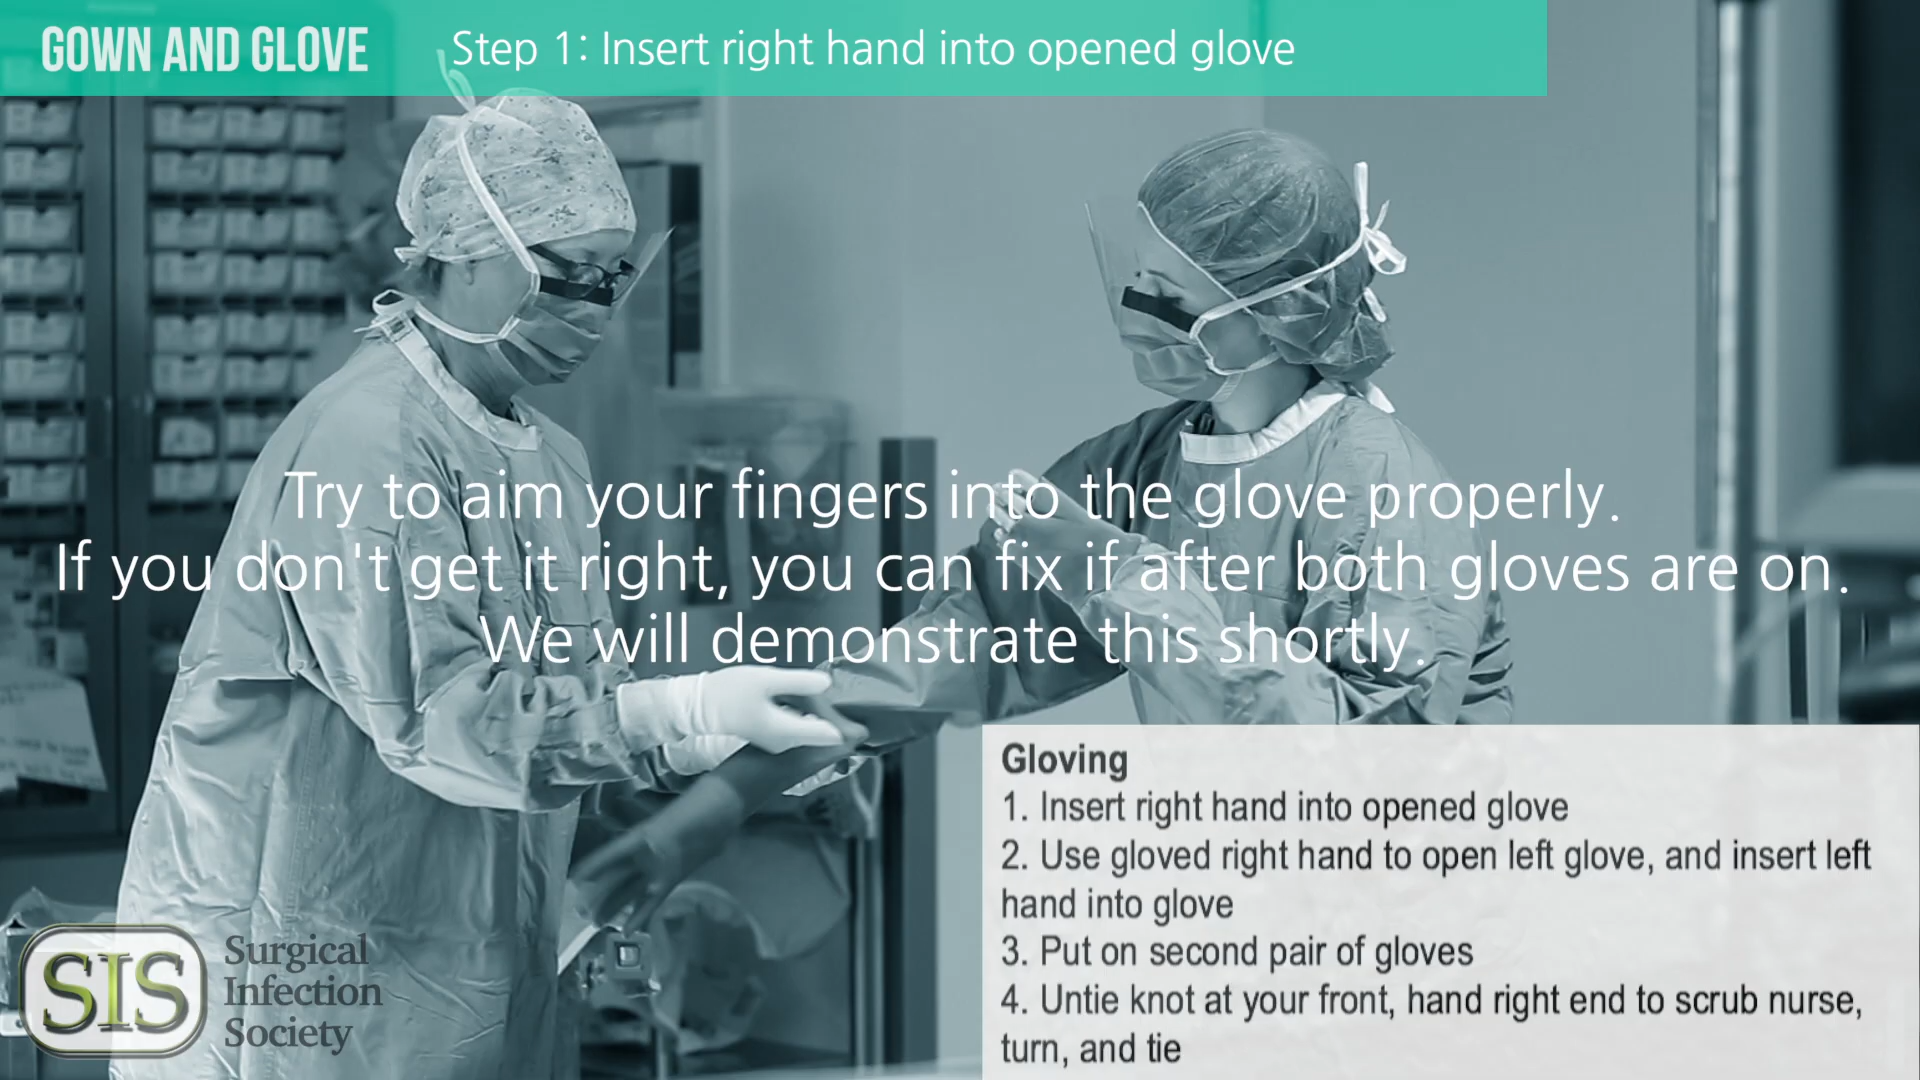 GOWN AND GLOVE
Step 1: Insert right hand into opened glove
Try to aim your fingers into the glove properly.
If you don't get it right, you can fix if after both gloves are on.
We will demonstrate this shortly.
Gloving
1. Insert right hand into opened glove
2. Use gloved right hand to open left glove, and insert left
hand into glove
3. Put on second pair of gloves
4. Untie knot at your front, hand right end to scrub nurse,
turn, and tie
SIS
Surgical
Infection
Society